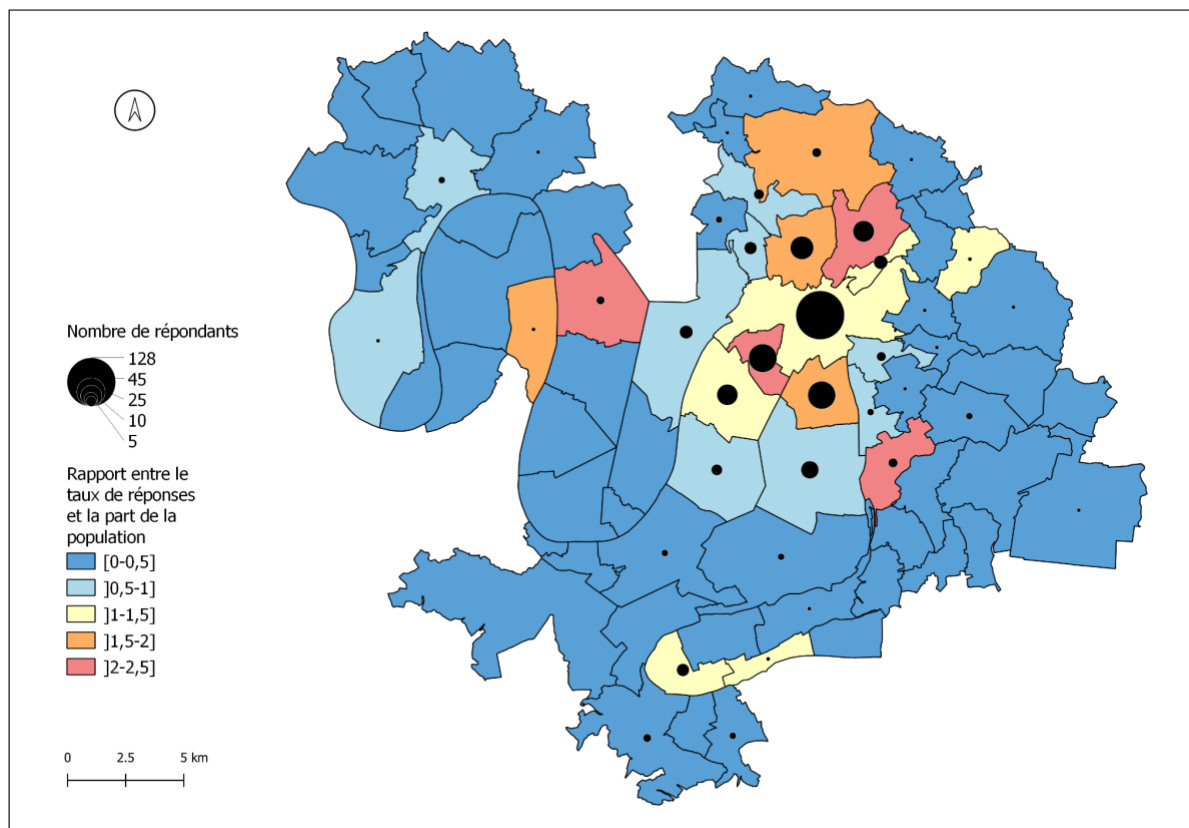 Nombre de répondants
128
45
25
10
5
Rapport entre le
taux de réponses
et la part de la
population
[0-0,5]
]0,5-1]
]1-1,5]
]1,5-2]
]2-2,5]
0 2.5 5 km